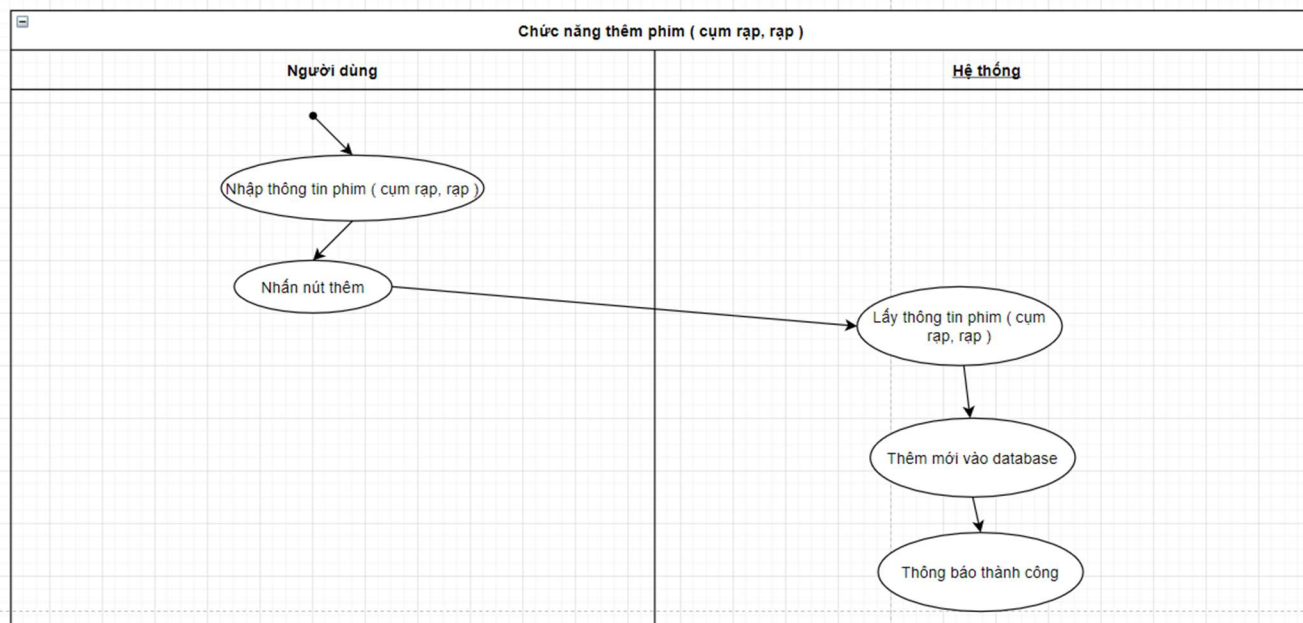 Chức năng thêm phim ( cụm rạp, rạp )
Người dùng
Hệ thống
Nhập thông tin phim ( cụm rạp, rạp )
Nhấn nút thêm
Lấy thông tin phim ( cụm
rạp, rạp )
Thêm mới vào database
Thông báo thành công